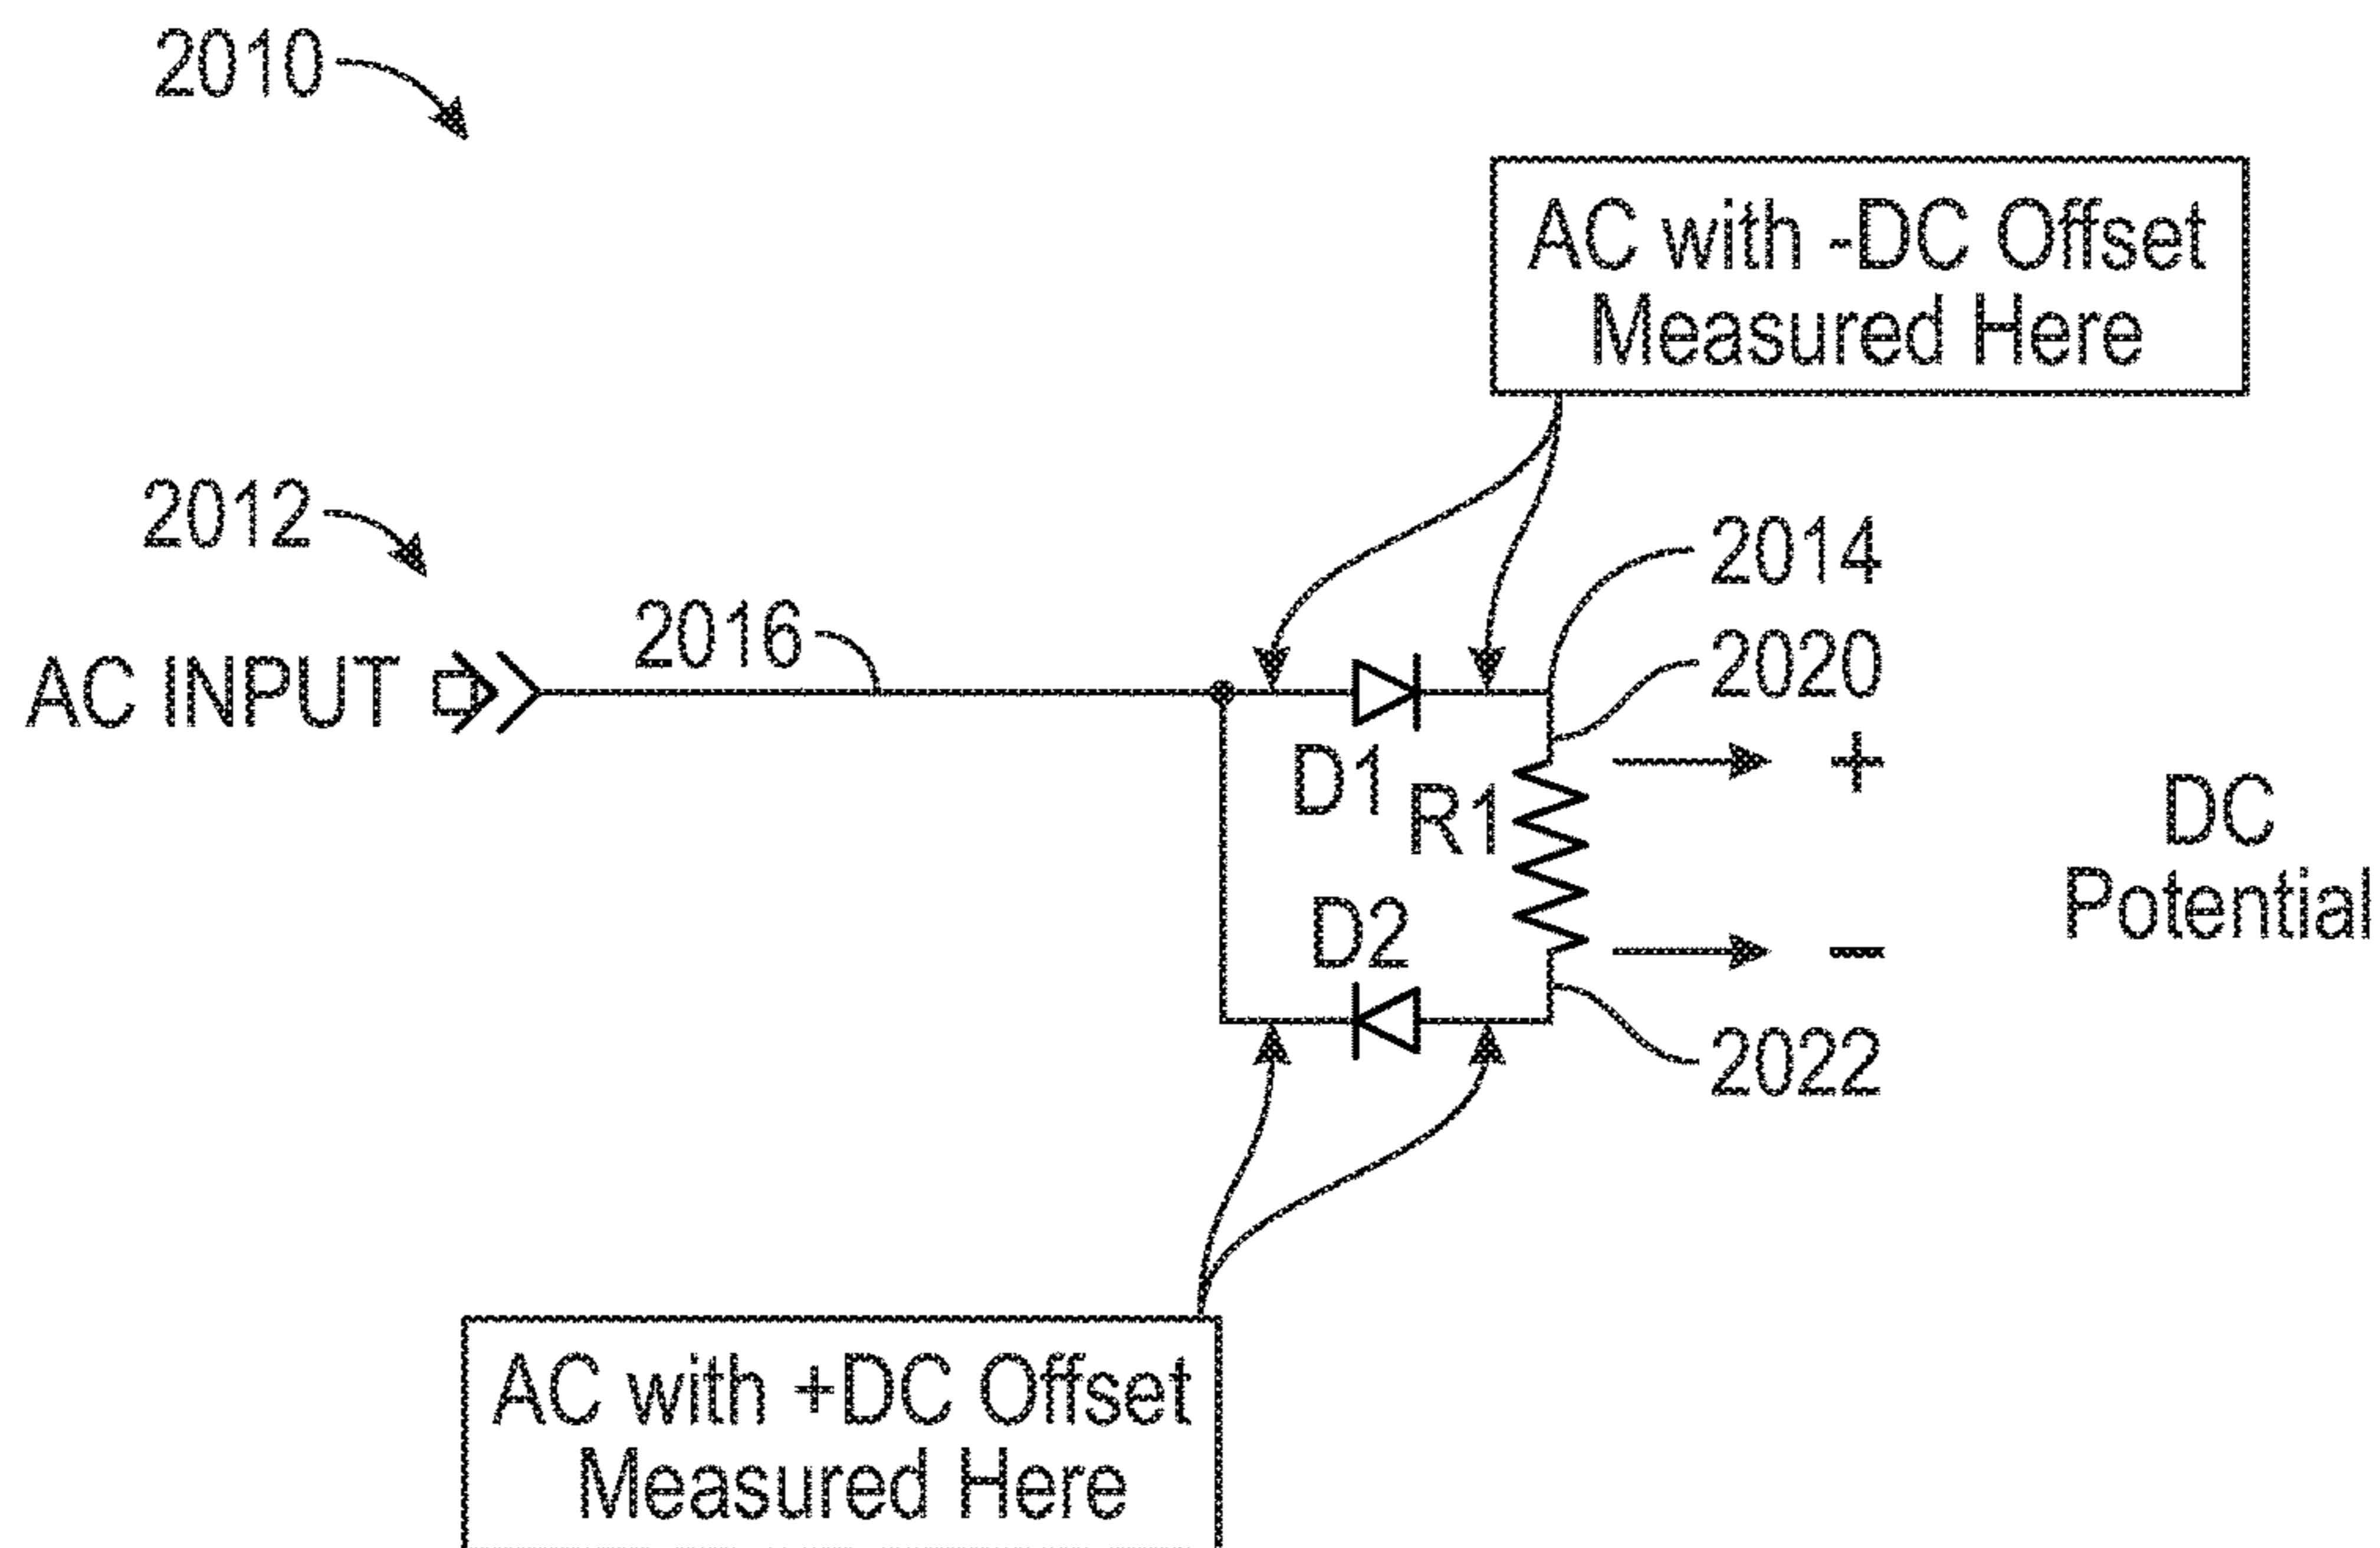 2010
AC with -DC Offset
Measured Here
2012
2014
2016
2020
AC INPUT
D1
+
R1
DC
Potential
D2
−
2022
AC with +DC Offset
Measured Here